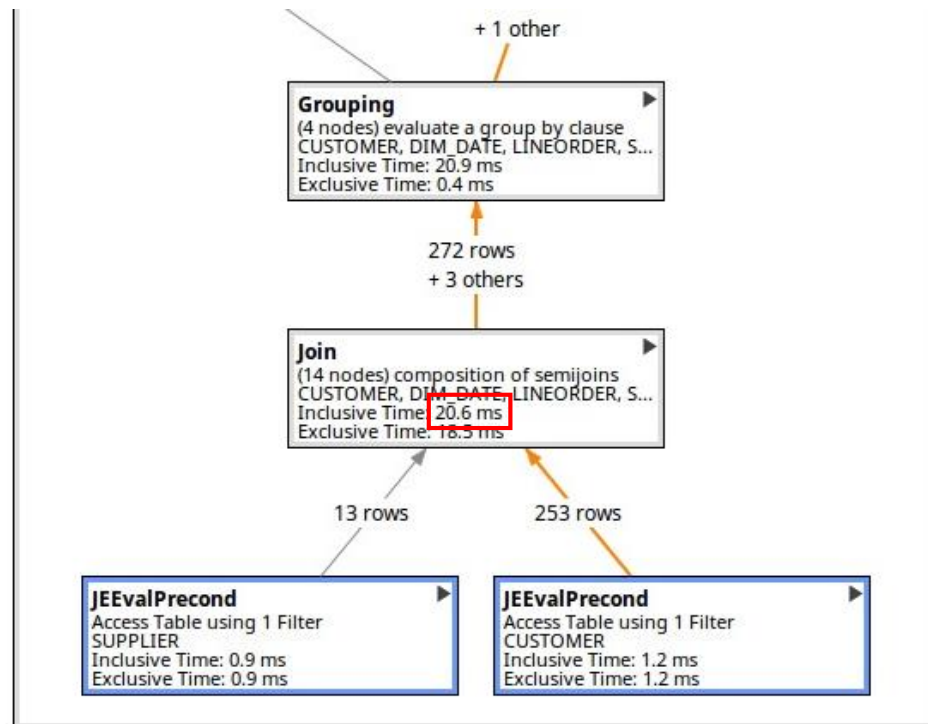 + 1 other
Grouping
(4 nodes) evaluate a group by clause
CUSTOMER, DIM_DATE, LINEORDER, S...
Inclusive Time: 20.9 ms
Exclusive Time: 0.4 ms
272 rows
+ 3 others
Join
(14 nodes) composition of semijoins
CUSTOMER, DIM_DATE, LINEORDER, S...
Inclusive Time: 20.6 ms
Exclusive Time: 18.5 ms
13 rows
253 rows
JEEvalPrecond
Access Table using 1 Filter
SUPPLIER
Inclusive Time: 0.9 ms
Exclusive Time: 0.9 ms
JEEvalPrecond
Access Table using 1 Filter
CUSTOMER
Inclusive Time: 1.2 ms
Exclusive Time: 1.2 ms